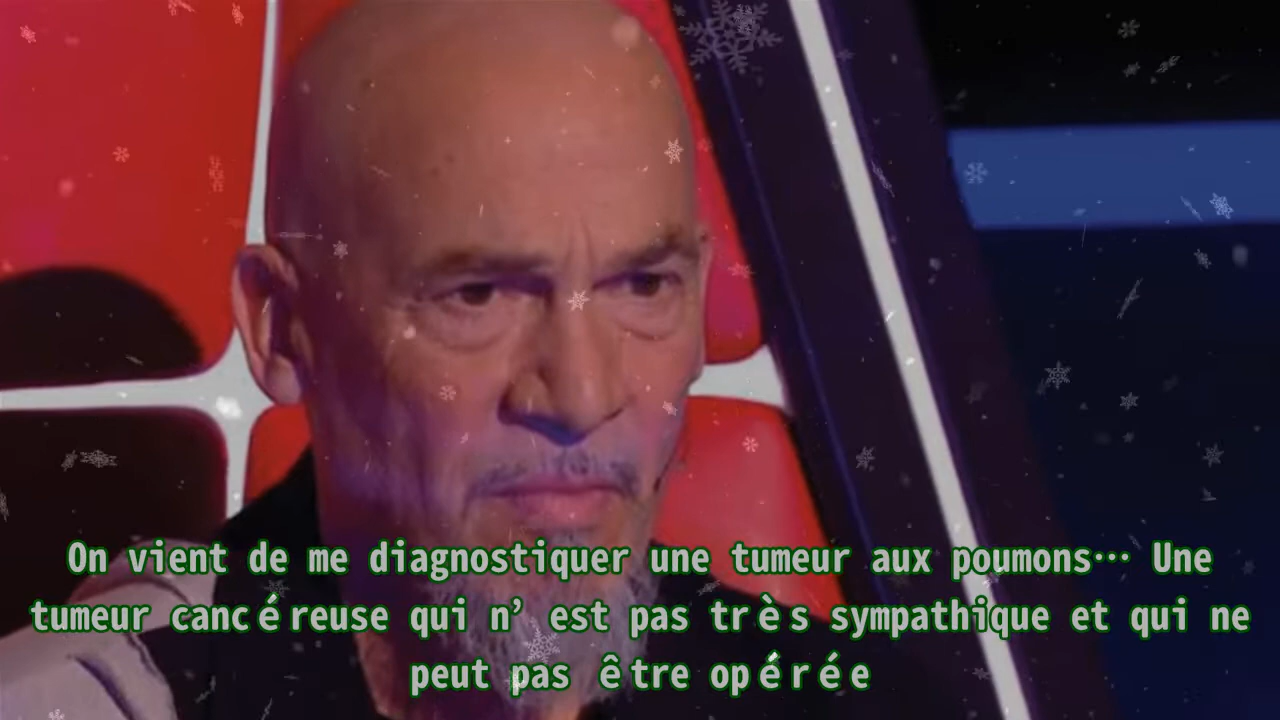 On vient de me diagnostiquer une tumeur aux poumons… Une
tumeur cancéreuse qui n’ est pas très sympathique et qui ne
peut pas être opérée